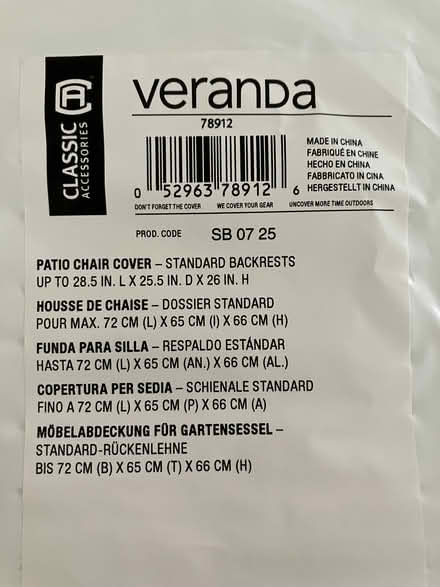 CLASSIC
ACCESSORIES
veranda
78912
0 52963 78912 6
MADE IN CHINA
FABRIQUÉ EN CHINE
HECHO EN CHINA
FABBRICATO IN CINA
HERGESTELLT IN CHINA
DON'T FORGET THE COVER WE COVER YOUR GEAR UNCOVER MORE TIME OUTDOORS
PROD. CODE SB 07 25
PATIO CHAIR COVER – STANDARD BACKRESTS
UP TO 28.5 IN. L X 25.5 IN. D X 26 IN. H
HOUSSE DE CHAISE – DOSSIER STANDARD
POUR MAX. 72 CM (L) X 65 CM (l) X 66 CM (H)
FUNDA PARA SILLA – RESPALDO ESTÁNDAR
HASTA 72 CM (L) X 65 CM (AN.) X 66 CM (AL.)
COPERTURA PER SEDIA – SCHIENALE STANDARD
FINO A 72 CM (L) X 65 CM (P) X 66 CM (A)
MÖBELABDECKUNG FÜR GARTENSESSEL –
STANDARD-RÜCKENLEHNE
BIS 72 CM (B) X 65 CM (T) X 66 CM (H)